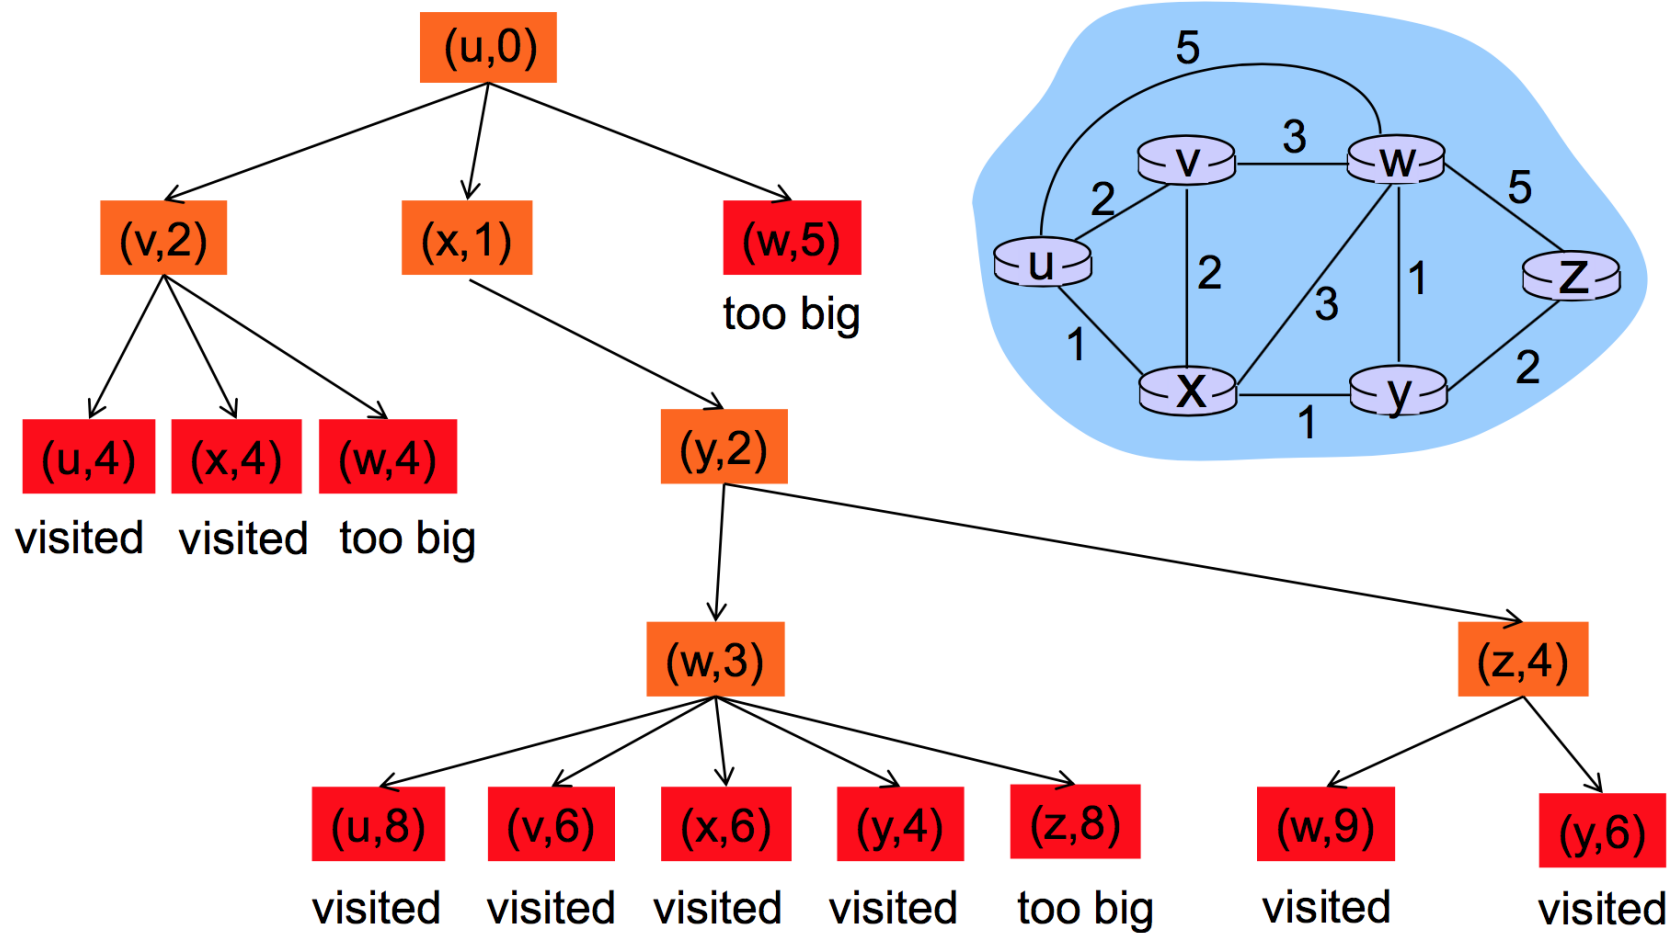 (u,0)
(v,2) (x,1) (w,5)
too big
(u,4) (x,4) (w,4)
visited visited too big
(y,2)
(w,3) (z,4)
(u,8) (v,6) (x,6) (y,4) (z,8) (w,9) (y,6)
visited visited visited visited too big visited visited
5
v 3 w
2 5
u 2 3 1 z
1 2
x 1 y